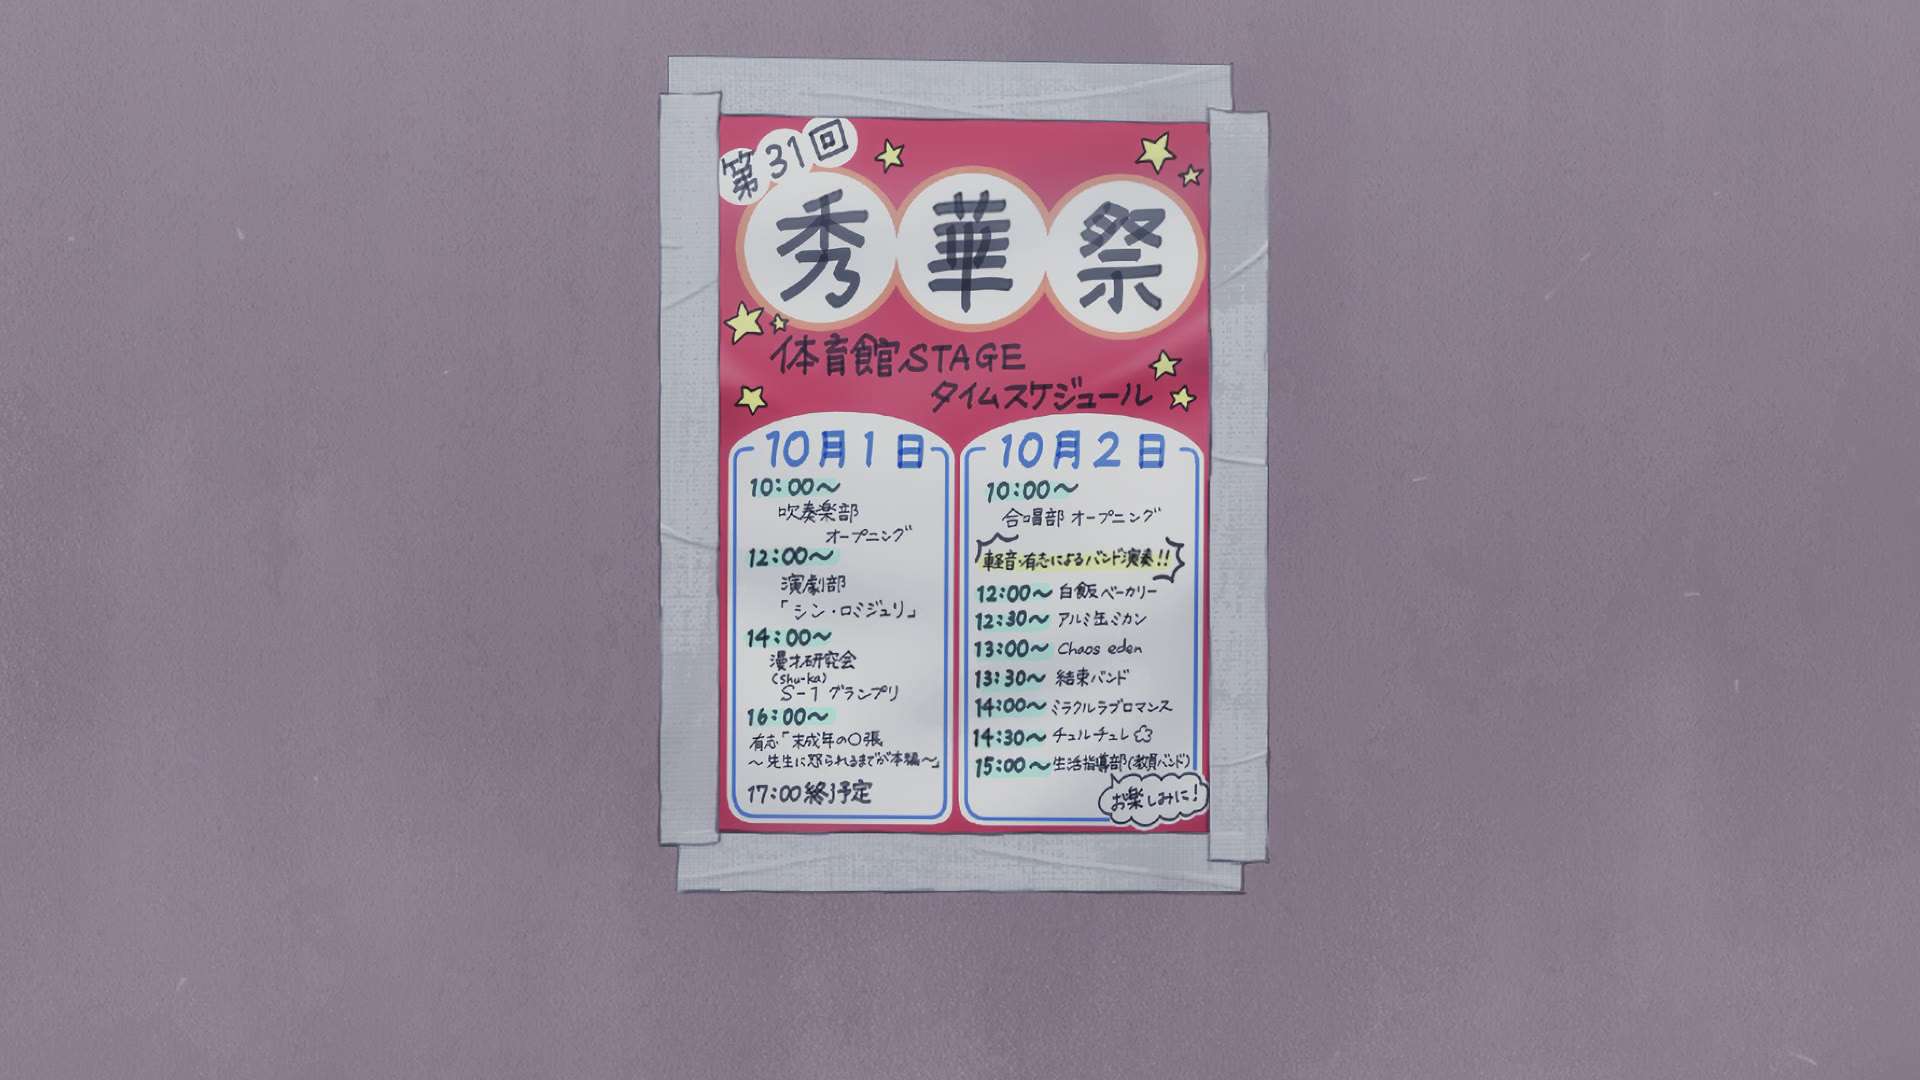 第31回
秀華祭
体育館STAGE
タイムスケジュール
10月1日
10:00～
吹奏楽部
オープニング
12:00～
演劇部
「シン・ロミジュリ」
14:00～
漫才研究会
(shu-ka)
S-1 グランプリ
16:00～
有志「未成年の〇張
～先生に怒られるまでが本編～」
17:00終了予定
10月2日
10:00～
合唱部 オープニング
軽音・有志によるバンド演奏!!
12:00～ 白飯ベーカリー
12:30～ アルミ缶ミカン
13:00～ Chaos eden
13:30～ 結束バンド
14:00～ ミラクルラブロマンス
14:30～ チュルチュレ
15:00～ 生活指導部(教員バンド)
お楽しみに!